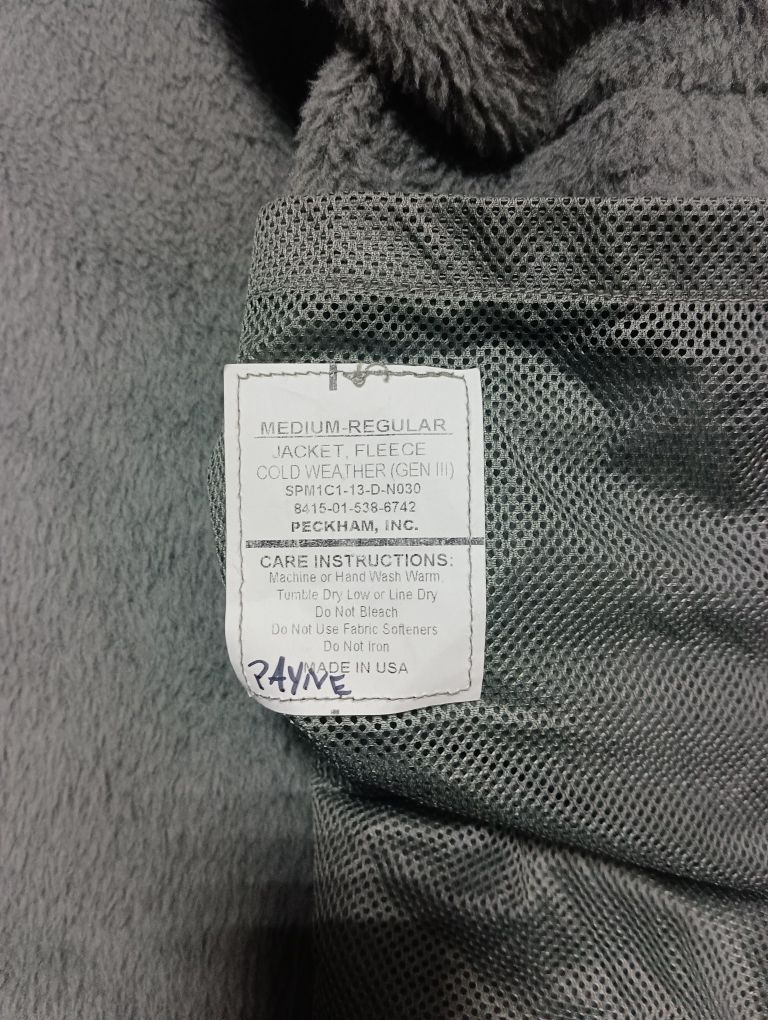 MEDIUM-REGULAR
JACKET, FLEECE
COLD WEATHER (GEN III)
SPM1C1-13-D-N030
8415-01-538-6742
PECKHAM, INC.
CARE INSTRUCTIONS:
Machine or Hand Wash Warm
Tumble Dry Low or Line Dry
Do Not Bleach
Do Not Use Fabric Softeners
Do Not Iron
MADE IN USA
PAYNE